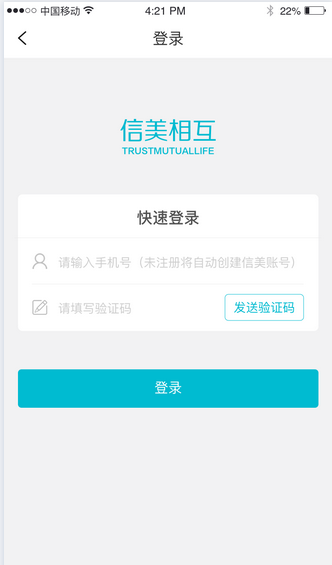 中国移动 4:21 PM 22%
登录
信美相互
TRUSTMUTUALLIFE
快速登录
请输入手机号（未注册将自动创建信美账号）
请填写验证码 发送验证码
登录